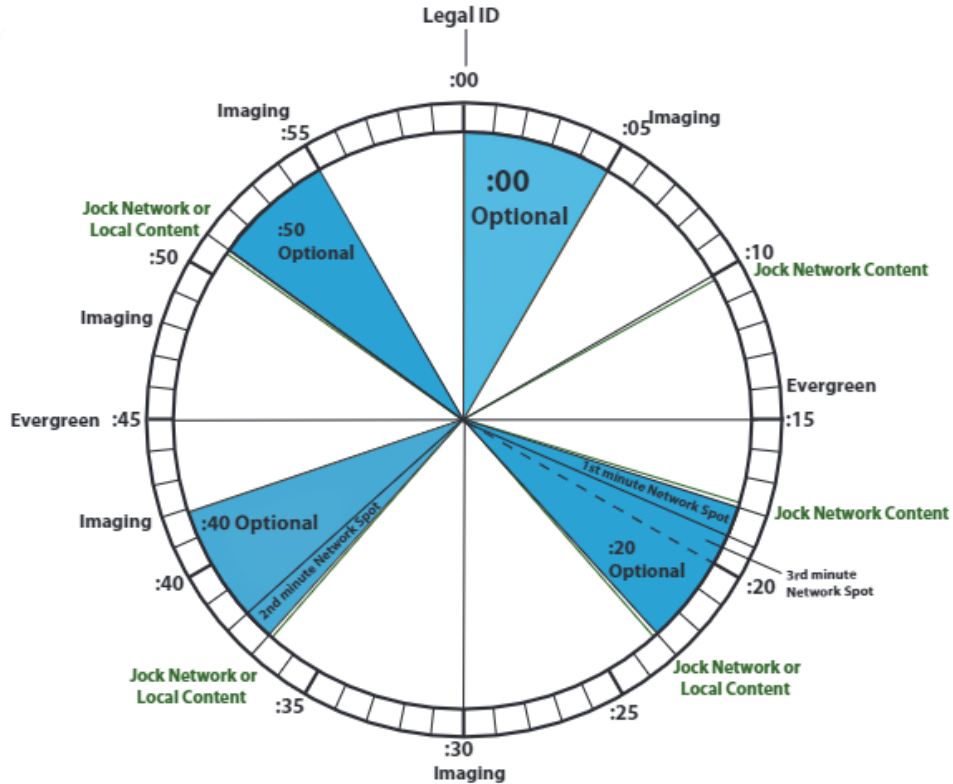 Legal ID
:00
Imaging
:55
:05
Imaging
:00
Optional
Jock Network or
Local Content
:50
:50
Optional
:10
Jock Network Content
Imaging
Evergreen
Evergreen
:45
:15
1st minute Network Spot
Jock Network Content
Imaging
:40 Optional
:20
Optional
3rd minute
Network Spot
:40
2nd minute Network Spot
:20
Jock Network or
Local Content
Jock Network or
Local Content
:35
:25
:30
Imaging